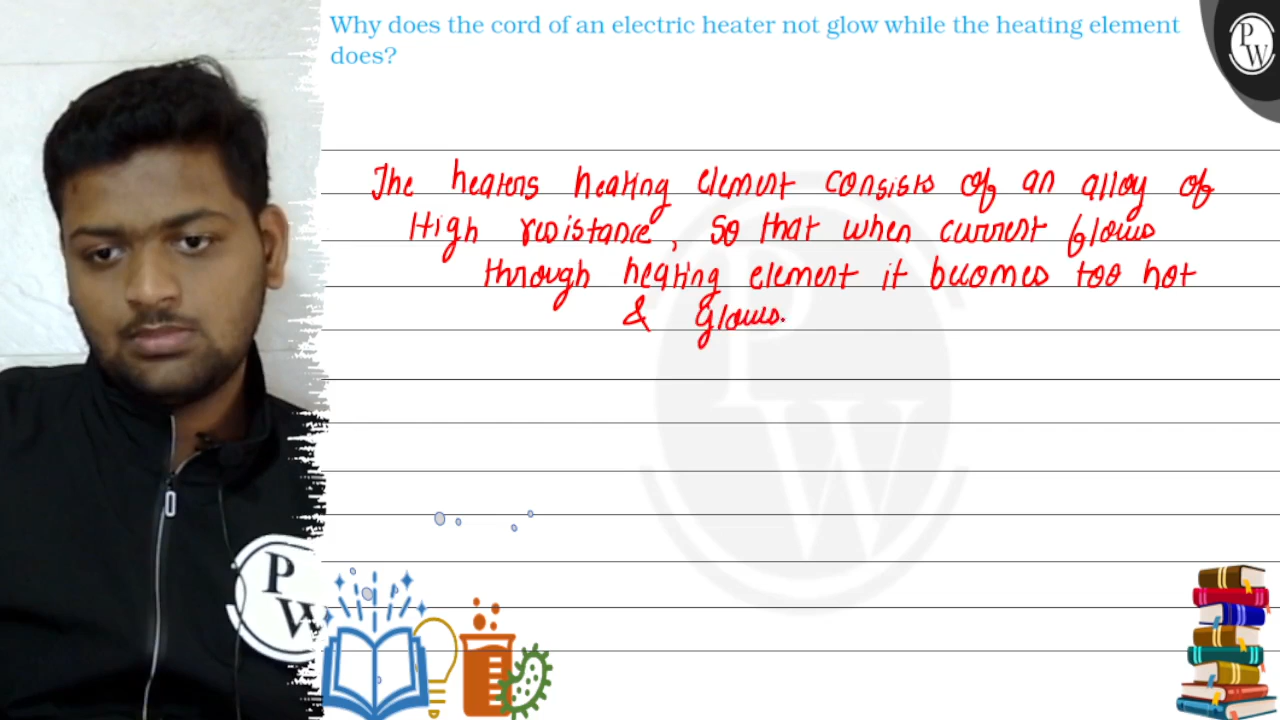 Why does the cord of an electric heater not glow while the heating element
does?
P
W
The heaters heating element consists of an alloy of
High resistance, so that when current flows
through heating element it becomes too hot
& glows.
P
W
P
W